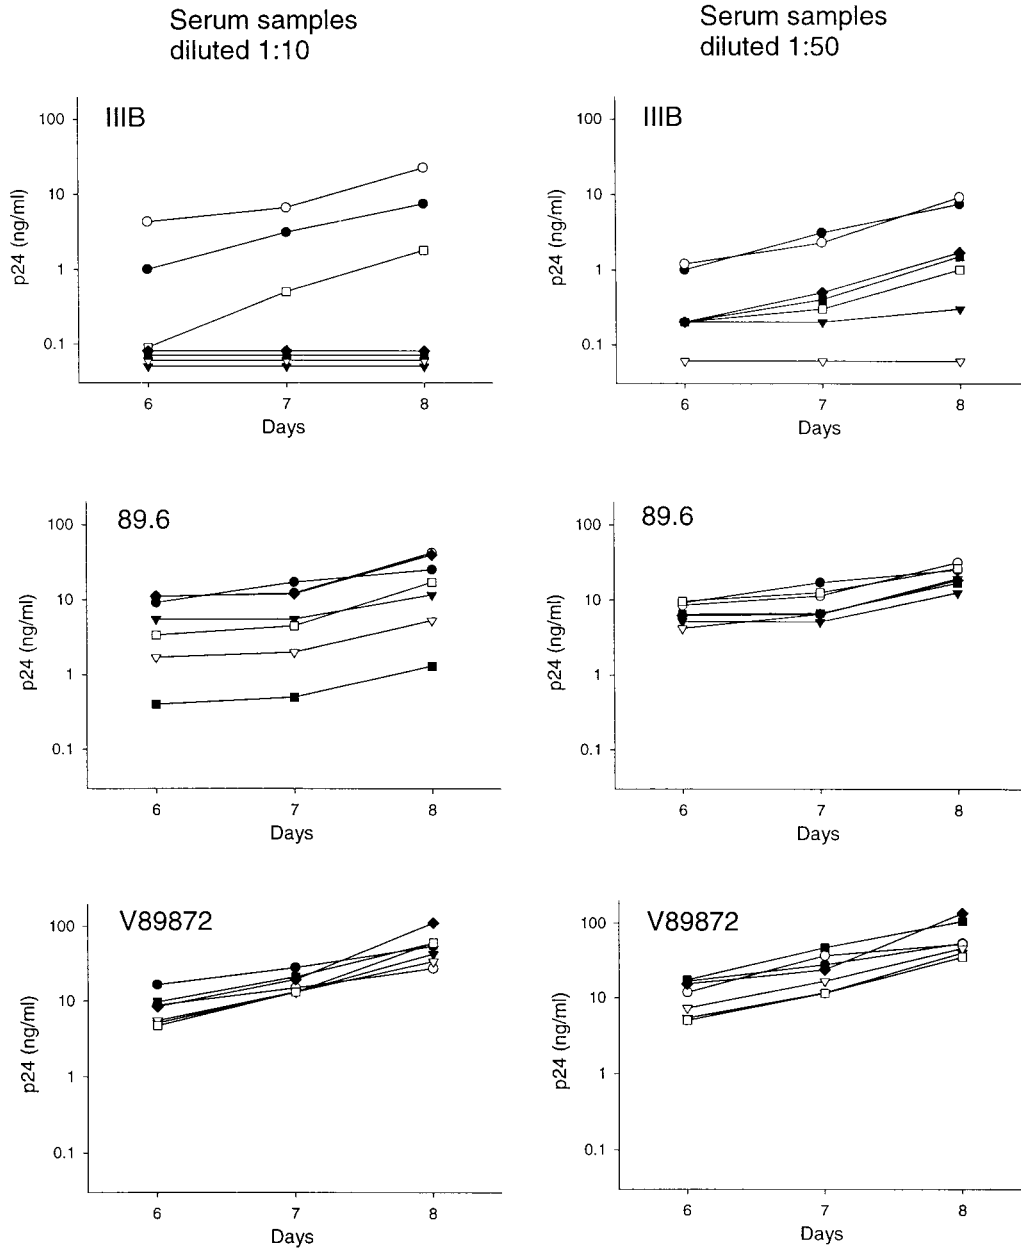 Serum samples
diluted 1:10
Serum samples
diluted 1:50
IIIB
100
10
1
0.1
p24 (ng/ml)
6 7 8
Days
IIIB
100
10
1
0.1
p24 (ng/ml)
6 7 8
Days
89.6
100
10
1
0.1
p24 (ng/ml)
6 7 8
Days
89.6
100
10
1
0.1
p24 (ng/ml)
6 7 8
Days
V89872
100
10
1
0.1
p24 (ng/ml)
6 7 8
Days
V89872
100
10
1
0.1
p24 (ng/ml)
6 7 8
Days